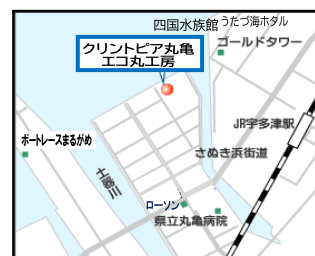 四国水族館 うたづ海ホタル
ゴールドタワー
クリントピア丸亀
エコ丸工房
JR宇多津駅
ボートレースまるがめ
さぬき浜街道
土器川
ローソン
県立丸亀病院